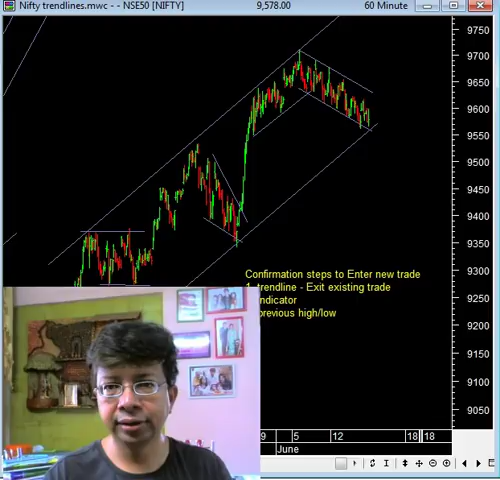 Nifty trendlines.mwc - - NSE50 [NIFTY] 9,578.00 60 Minute
9750
9700
9650
9600
9550
9500
9450
9400
9350
9300
9250
9200
9150
9100
9050
Confirmation steps to Enter new trade
trendline - Exit existing trade
indicator
previous high/low
9 5 12 18 18
June